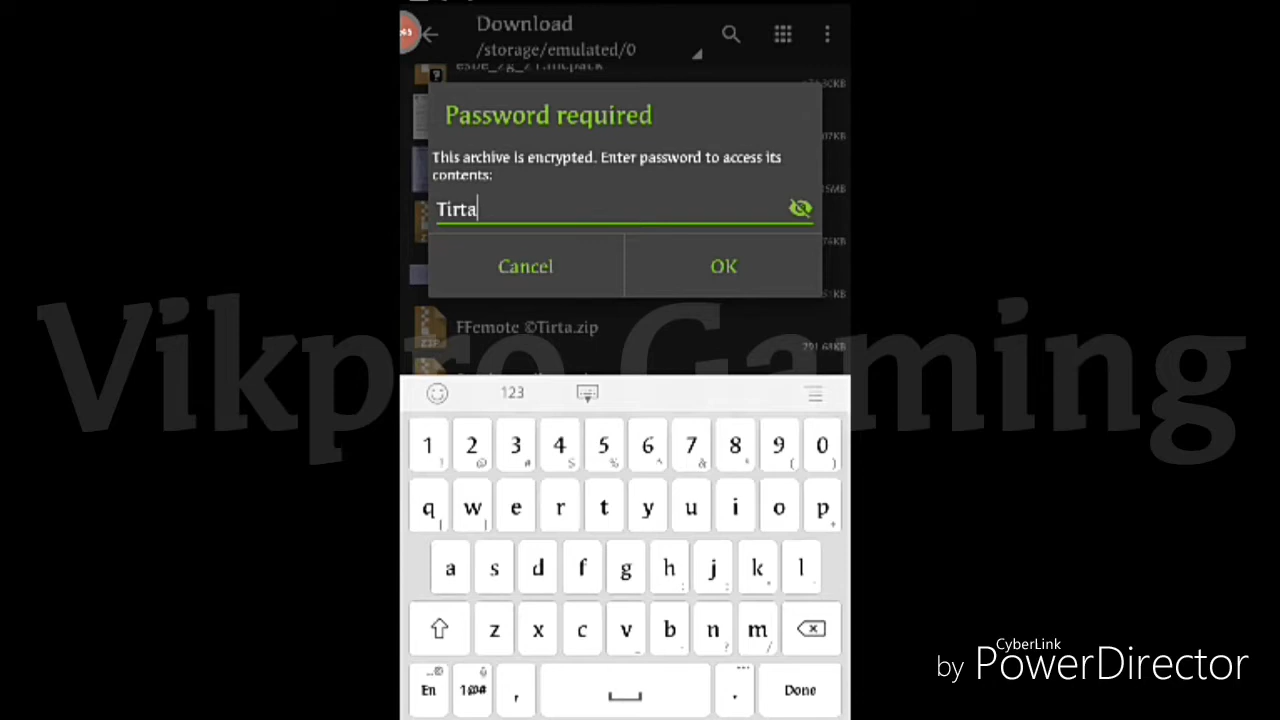 Download
/storage/emulated/0
Password required
This archive is encrypted. Enter password to access its
contents:
Tirta
Cancel
OK
FFemote ©Tirta.zip
ZIP
Vikpro Gaming
123
1 2 3 4 5 6 7 8 9 0
q w e r t y u i o p
a s d f g h j k l
z x c v b n m
En
,
.
Done
CyberLink
by PowerDirector